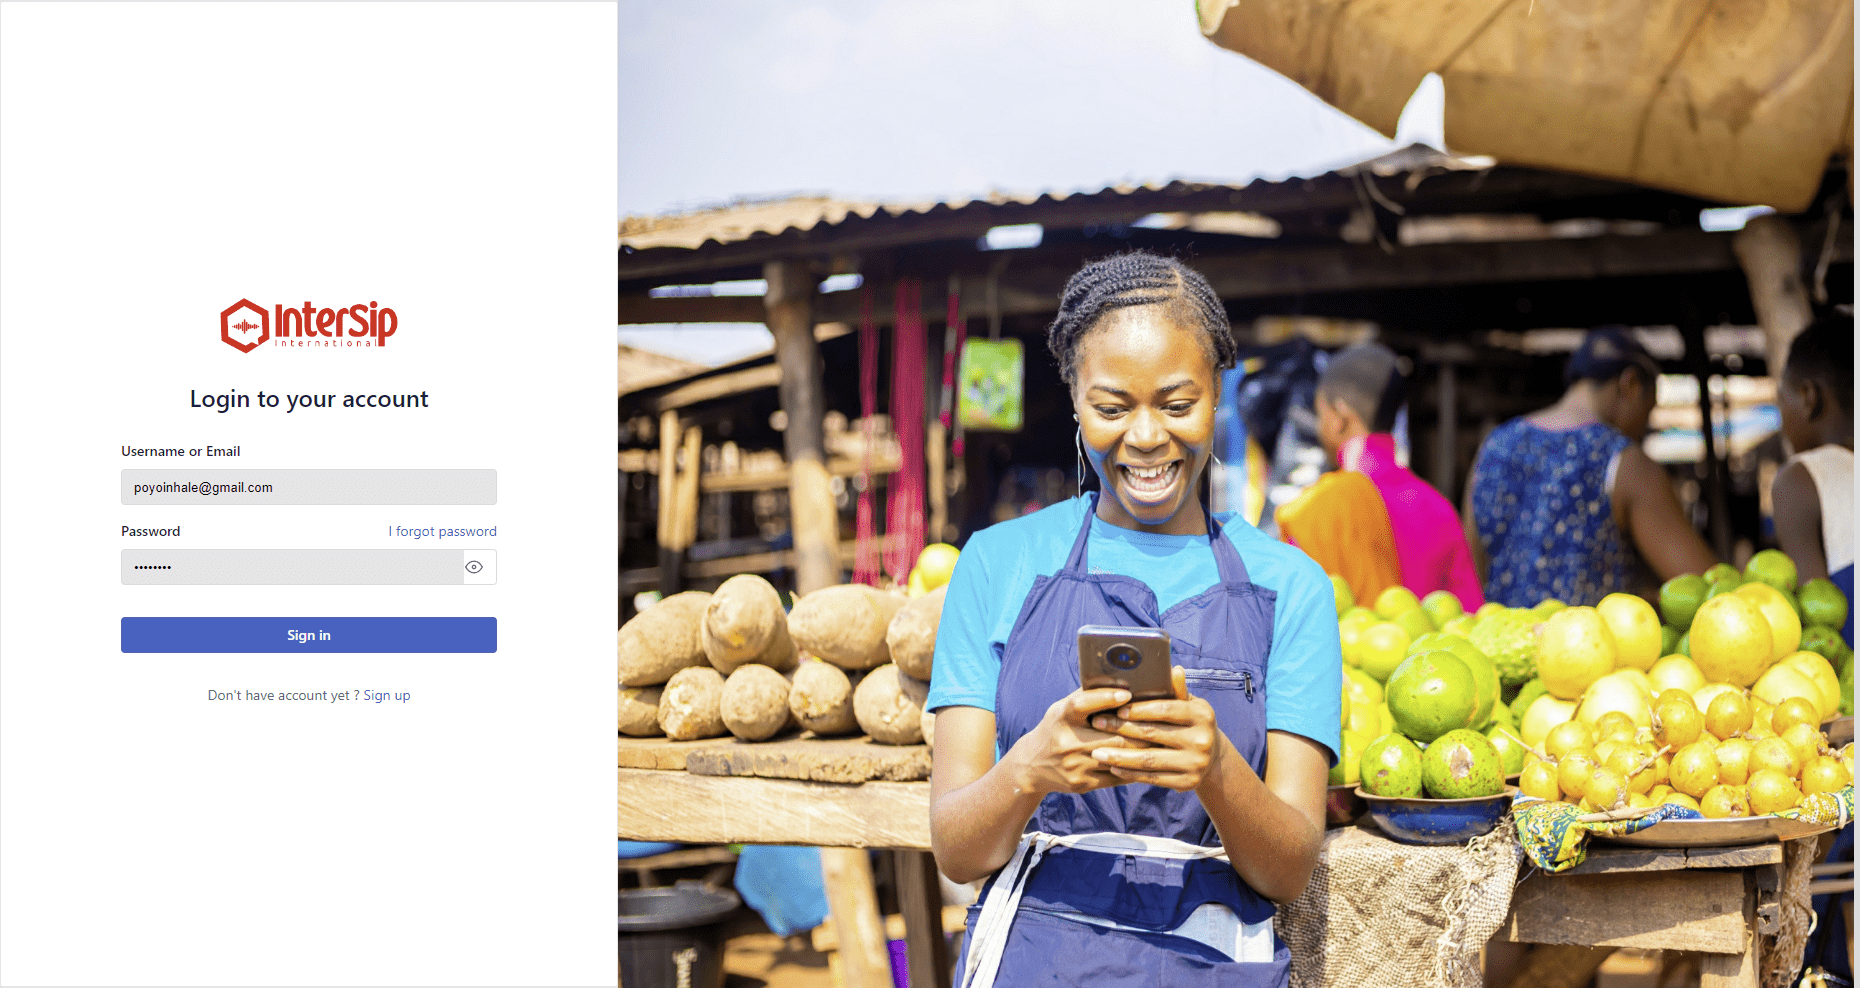 InterSip
International
Login to your account
Username or Email
poyoinhale@gmail.com
Password
I forgot password
••••••••
Sign in
Don't have account yet ? Sign up